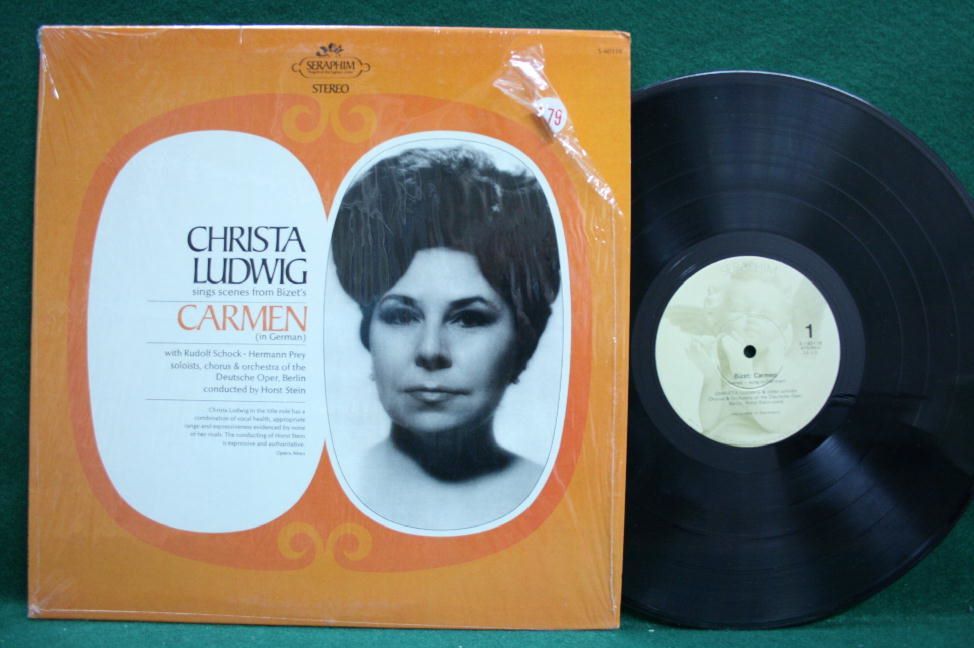 SERAPHIM
STEREO
S-60119
79
CHRISTA
LUDWIG
sings scenes from Bizet's
CARMEN
(in German)
with Rudolf Schock - Hermann Prey
soloists, chorus & orchestra of the
Deutsche Oper, Berlin
conducted by Horst Stein
Christa Ludwig in the title role has a
combination of vocal health, appropriate
range and expressiveness evidenced by none
of her rivals. The conducting of Horst Stein
is expressive and authoritative.
Opera News
SERAPHIM
1
STEREO
Bizet: Carmen